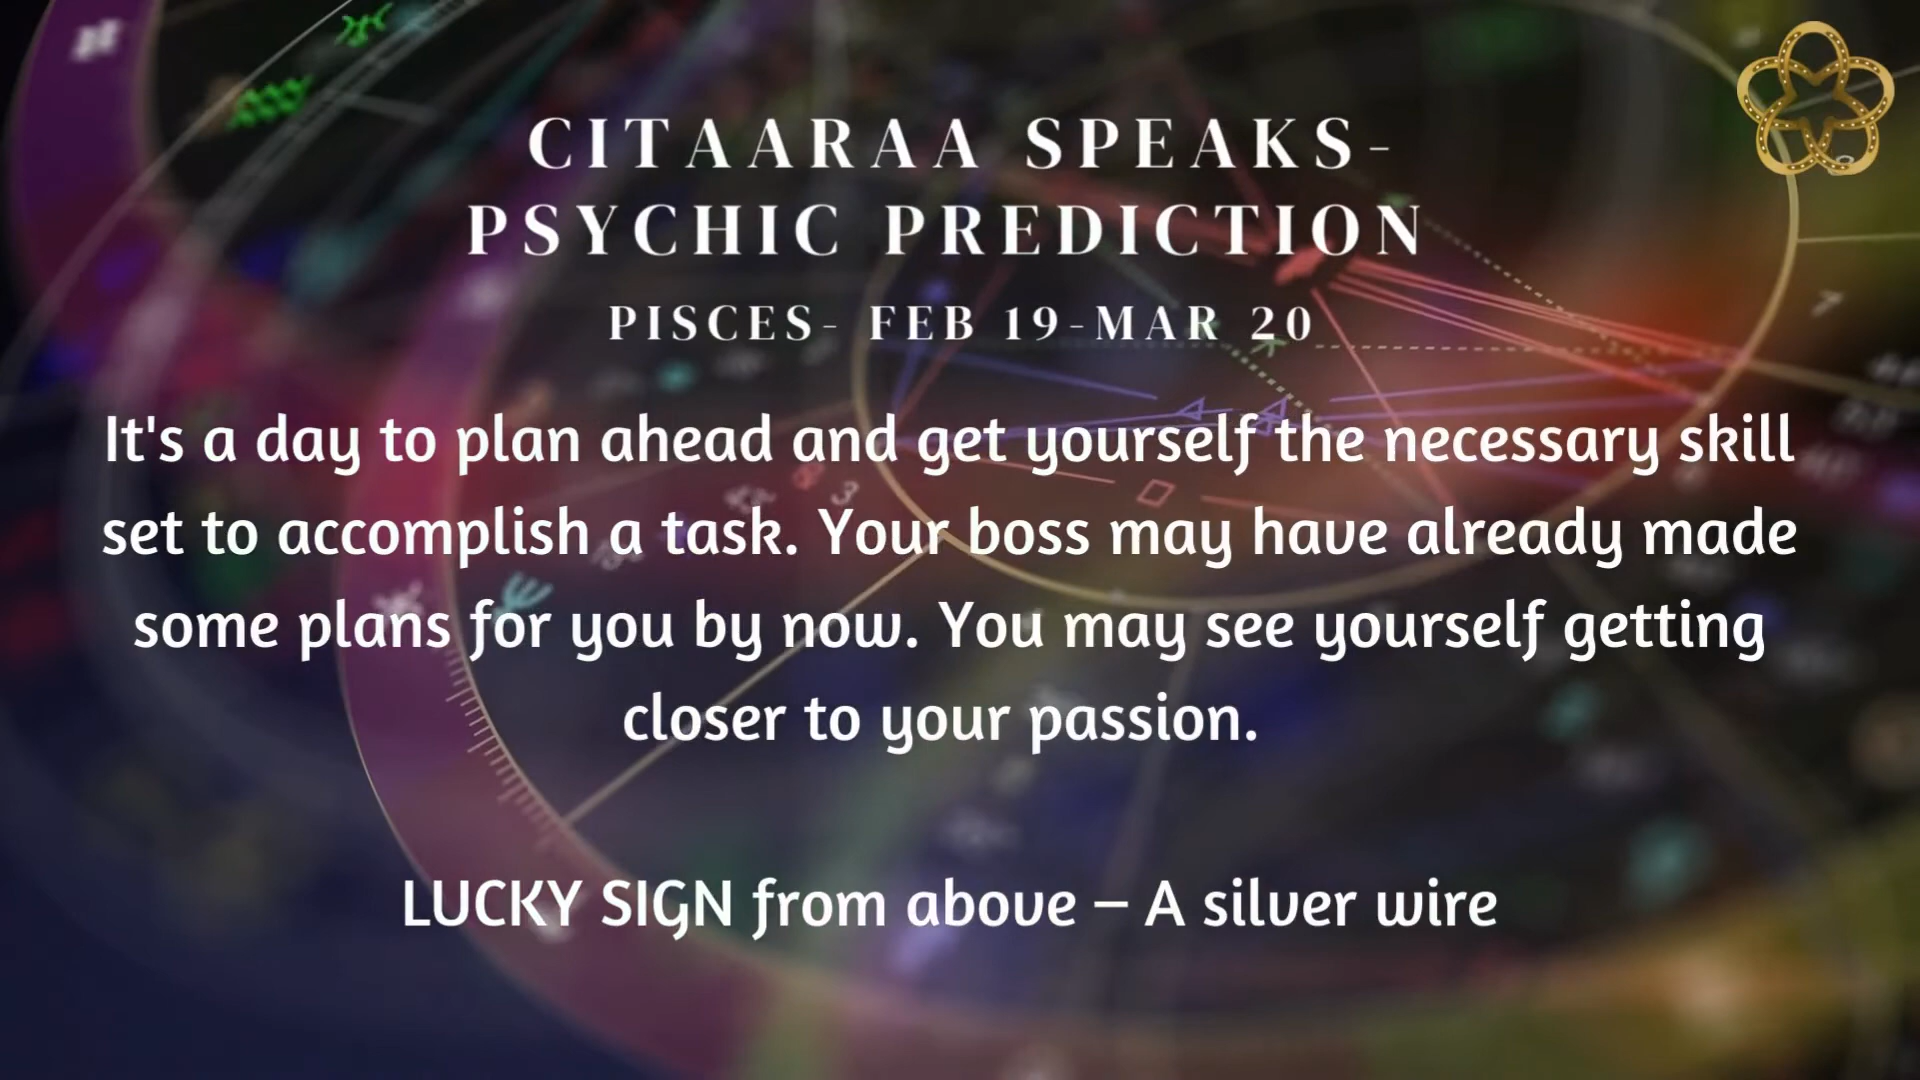 CITAARAA SPEAKS-
PSYCHIC PREDICTION
PISCES- FEB 19-MAR 20
It's a day to plan ahead and get yourself the necessary skill
set to accomplish a task. Your boss may have already made
some plans for you by now. You may see yourself getting
closer to your passion.
LUCKY SIGN from above – A silver wire